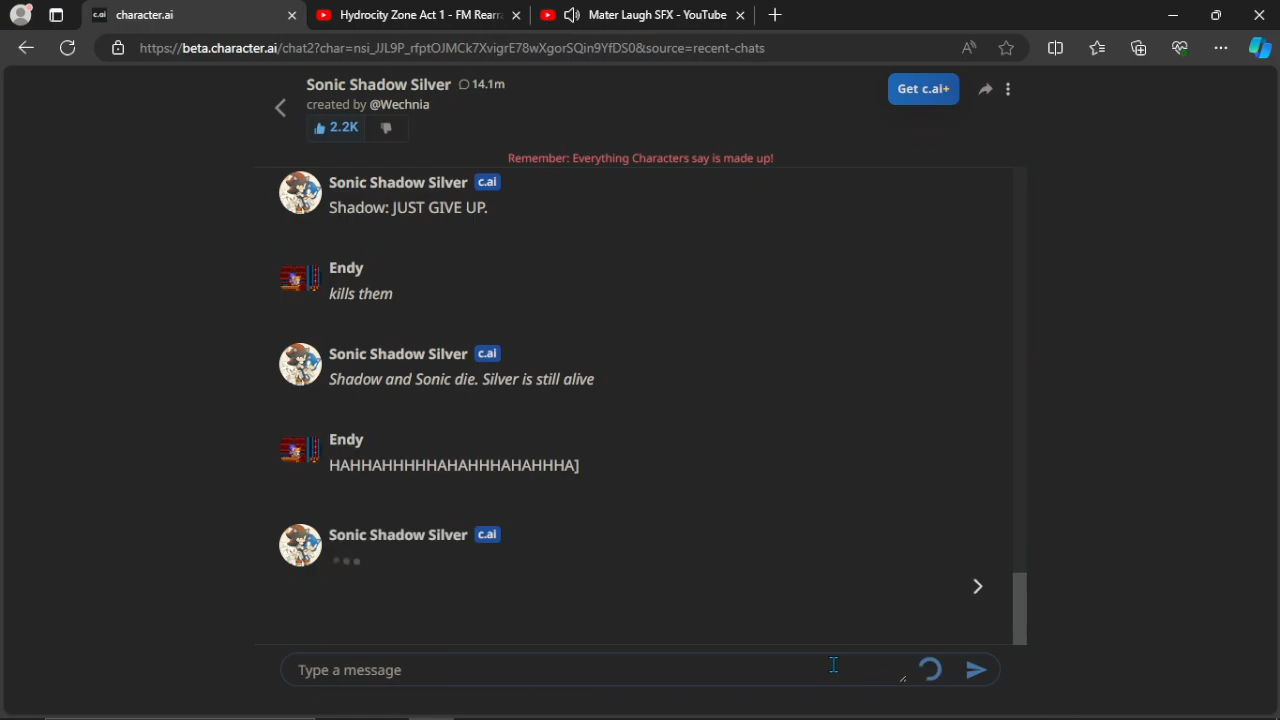 c.ai character.ai
Hydrocity Zone Act 1 - FM Rearra
Mater Laugh SFX - YouTube
https://beta.character.ai/chat2?char=nsi_JJL9P_rfptOJMCk7XvigrE78wXgorSQin9YfDS0&source=recent-chats
Sonic Shadow Silver 14.1m
created by @Wechnia
2.2K
Get c.ai+
Remember: Everything Characters say is made up!
Sonic Shadow Silver c.ai
Shadow: JUST GIVE UP.
Endy
kills them
Sonic Shadow Silver c.ai
Shadow and Sonic die. Silver is still alive
Endy
HAHHAHHHHHAHAHHHAHAHHHA]
Sonic Shadow Silver c.ai
Type a message